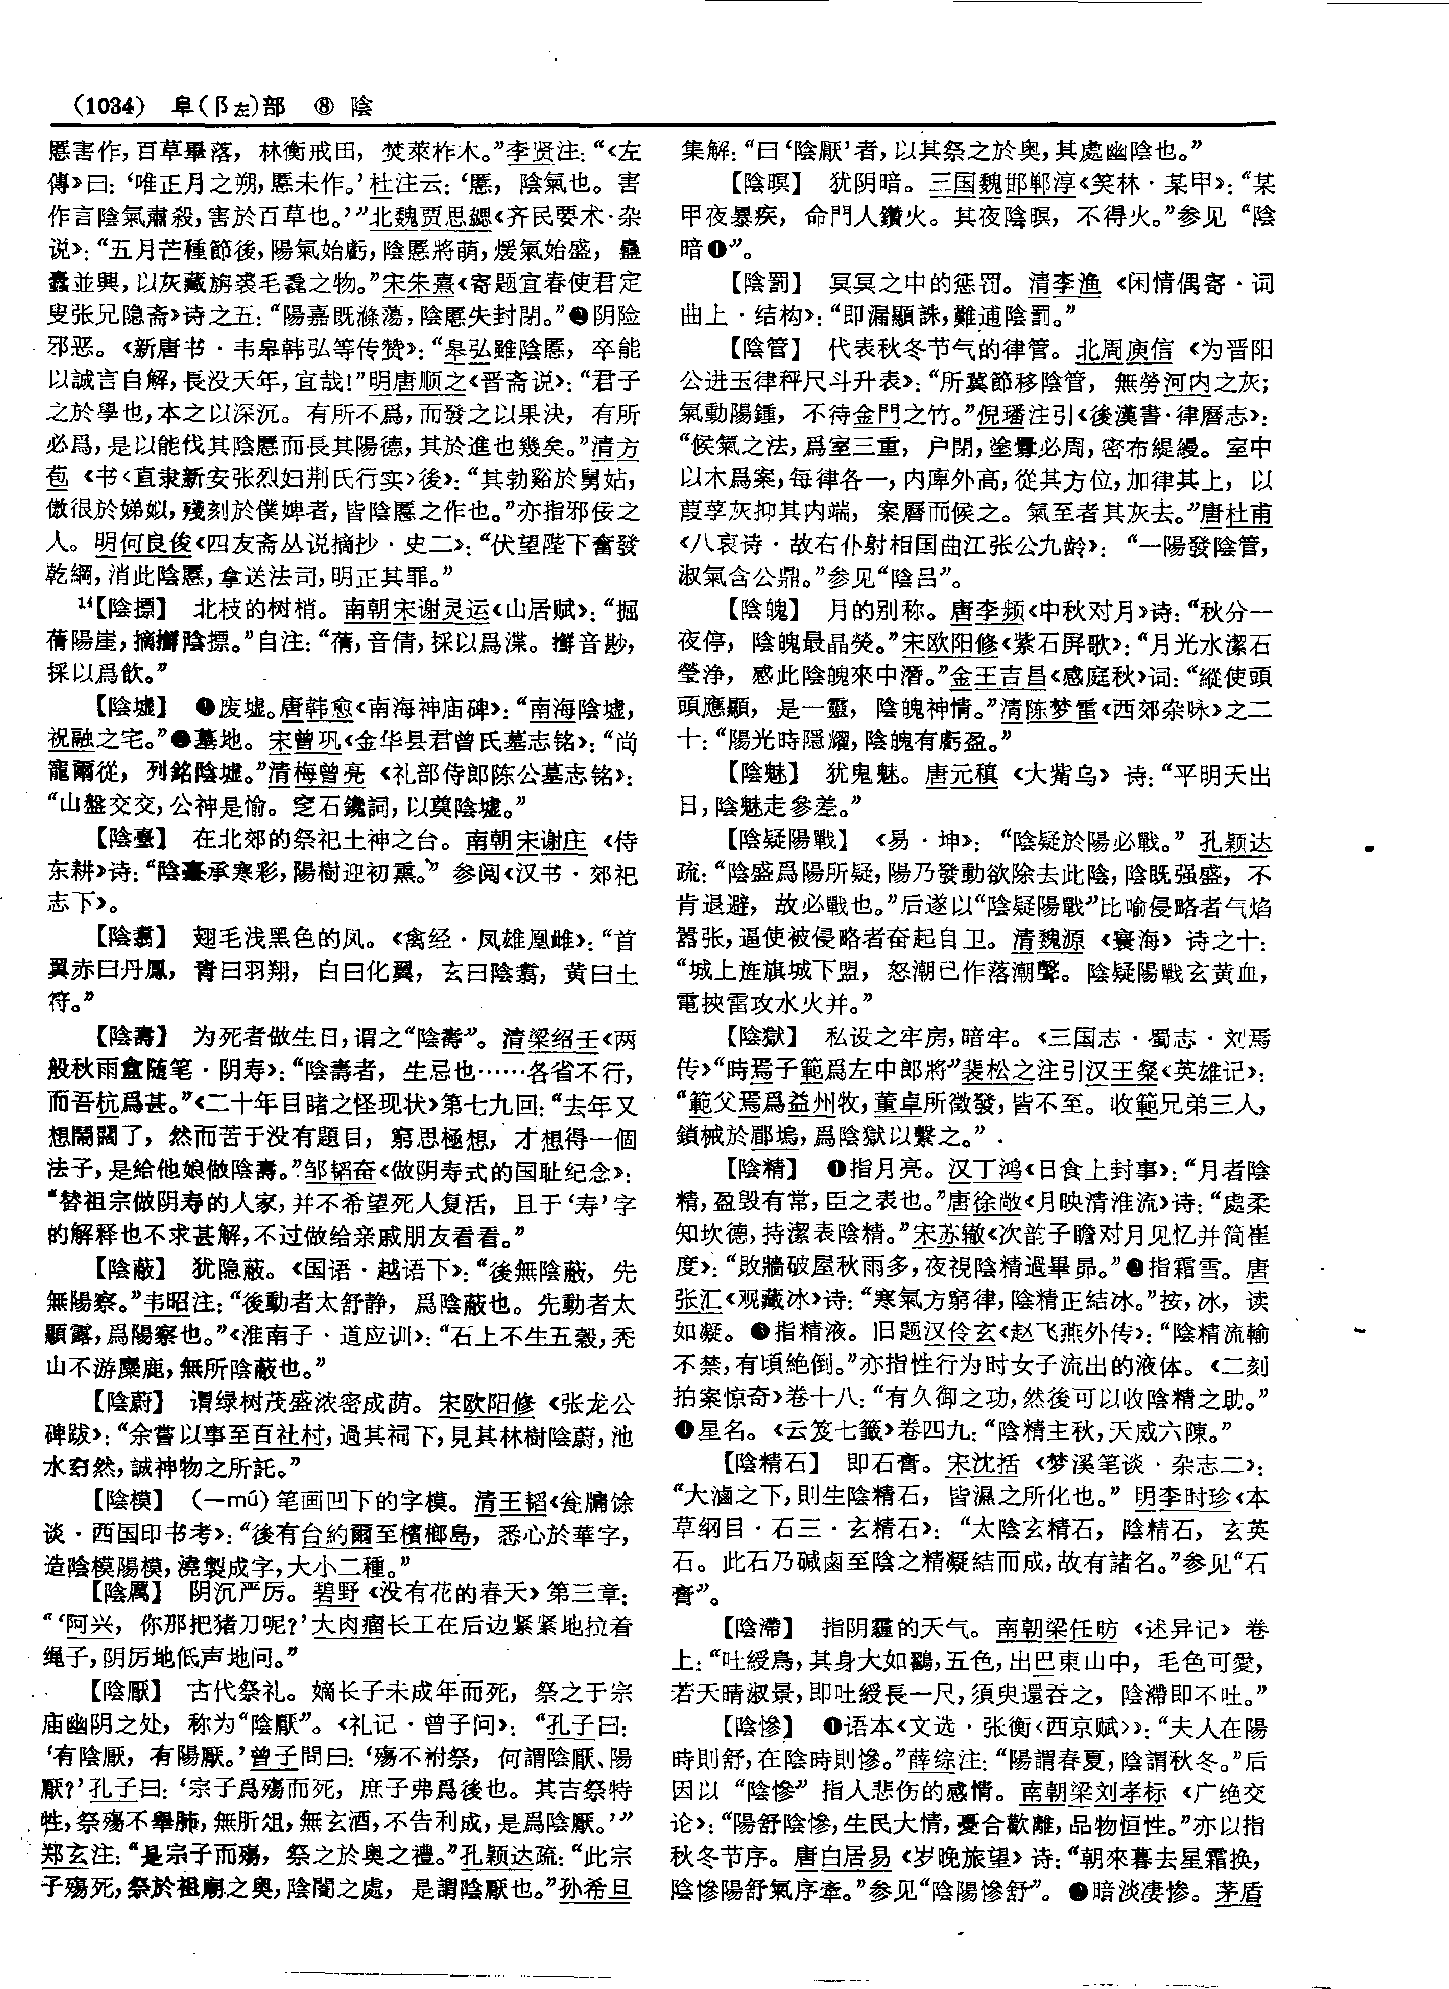 (1034) 阜(阝左)部 ⑧ 陰
慝害作，百草畢落，林衡戒田，焚萊柞木。”李贤注：“《左
傳》曰：‘唯正月之朔，慝未作。’杜注云：‘慝，陰氣也。害
作言陰氣肅殺，害於百草也。’”北魏贾思勰《齐民要术·杂
说》：“五月芒種節後，陽氣始虧，陰慝將萌，煖氣始盛，蟲
蠹並興，以灰藏旃裘毛毳之物。”宋朱熹《寄题宜春使君定
叟张兄隐斋》诗之五：“陽嘉既滌蕩，陰慝失封閉。”❷阴险
邪恶。《新唐书·韦皋韩弘等传赞》：“皋弘雖陰慝，卒能
以誠言自解，長没天年，宜哉！”明唐顺之《晋斋说》：“君子
之於學也，本之以深沉。有所不爲，而發之以果決，有所
必爲，是以能伐其陰慝而長其陽德，其於進也幾矣。”清方
苞《书〈直隶新安张烈妇荆氏行实〉後》：“其勃谿於舅姑，
傲很於娣姒，殘刻於僕婢者，皆陰慝之作也。”亦指邪佞之
人。明何良俊《四友斋丛说摘抄·史二》：“伏望陛下奮發
乾綱，消此陰慝，拿送法司，明正其罪。”
14【陰摽】 北枝的树梢。南朝宋谢灵运《山居赋》：“掘
蒨陽崖，摘擗陰摽。”自注：“蒨，音倩，採以爲渫。音尠，
採以爲飲。”
【陰墟】 ❶废墟。唐韩愈《南海神庙碑》：“南海陰墟，
祝融之宅。”❷墓地。宋曾巩《金华县君曾氏墓志铭》：“尚
寵爾從，列銘陰墟。”清梅曾亮《礼部侍郎陈公墓志铭》：
“山盤交交，公神是愉。窆石鑱詞，以奠陰墟。”
【陰臺】 在北郊的祭祀土神之台。南朝宋谢庄《侍
东耕》诗：“陰臺承寒彩，陽樹迎初熏。” 参阅《汉书·郊祀
志下》。
【陰翥】 翅毛浅黑色的凤。《禽经·凤雄凰雌》：“首
翼赤曰丹鳳，青曰羽翔，白曰化翼，玄曰陰翥，黄曰土
符。”
【陰壽】 为死者做生日，谓之“陰壽”。清梁绍壬《两
般秋雨盦随笔·阴寿》：“陰壽者，生忌也……各省不行，
而吾杭爲甚。”《二十年目睹之怪现状》第七九回：“去年又
想鬧闊了，然而苦于没有題目，窮思極想，才想得一個
法子，是給他娘做陰壽。”邹韬奋《做阴寿式的国耻纪念》：
“替祖宗做阴寿的人家，并不希望死人复活，且于‘寿’字
的解释也不求甚解，不过做给亲戚朋友看看。”
【陰蔽】 犹隐蔽。《国语·越语下》：“後無陰蔽，先
無陽察。”韦昭注：“後動者太舒静，爲陰蔽也。先動者太
顯露，爲陽察也。”《淮南子·道应训》：“石上不生五穀，秃
山不游麋鹿，無所陰蔽也。”
【陰蔚】 谓绿树茂盛浓密成荫。宋欧阳修《张龙公
碑跋》：“余嘗以事至百社村，過其祠下，見其林樹陰蔚，池
水窈然，誠神物之所託。”
【陰模】 （—mú）笔画凹下的字模。清王韬《瓮牖馀
谈·西国印书考》：“後有台約爾至檳榔島，悉心於華字，
造陰模陽模，澆製成字，大小二種。”
【陰厲】 阴沉严厉。碧野《没有花的春天》第三章：
“‘阿兴，你那把猪刀呢？’大肉瘤长工在后边紧紧地拉着
绳子，阴厉地低声地问。”
【陰厭】 古代祭礼。嫡长子未成年而死，祭之于宗
庙幽阴之处，称为“陰厭”。《礼记·曾子问》：“孔子曰：
‘有陰厭，有陽厭。’曾子問曰：‘殤不祔祭，何謂陰厭、陽
厭？’孔子曰：‘宗子爲殤而死，庶子弗爲後也。其吉祭特
牲，祭殤不舉肺，無肵俎，無玄酒，不告利成，是爲陰厭。’”
郑玄注：“是宗子而殤，祭之於奥之禮。”孔颖达疏：“此宗
子殤死，祭於祖廟之奥，陰闇之處，是謂陰厭也。”孙希旦
集解：“曰‘陰厭’者，以其祭之於奥，其處幽陰也。”
【陰暝】 犹阴暗。三国魏邯郸淳《笑林·某甲》：“某
甲夜暴疾，命門人鑽火。其夜陰暝，不得火。”参见“陰
暗❶”。
【陰罰】 冥冥之中的惩罚。清李渔《闲情偶寄·词
曲上·结构》：“即漏顯誅，難逋陰罰。”
【陰管】 代表秋冬节气的律管。北周庾信《为晋阳
公进玉律秤尺斗升表》：“所冀節移陰管，無勞河内之灰；
氣動陽鍾，不待金門之竹。”倪璠注引《後漢書·律曆志》：
“候氣之法，爲室三重，户閉，塗釁必周，密布緹縵。室中
以木爲案，每律各一，内庳外高，從其方位，加律其上，以
葭莩灰抑其内端，案曆而候之。氣至者其灰去。”唐杜甫
《八哀诗·故右仆射相国曲江张公九龄》：“一陽發陰管，
淑氣含公鼎。”参见“陰吕”。
【陰魄】 月的别称。唐李频《中秋对月》诗：“秋分一
夜停，陰魄最晶熒。”宋欧阳修《紫石屏歌》：“月光水潔石
瑩浄，感此陰魄來中潛。”金王吉昌《感庭秋》词：“縱使頭
頭應顯，是一靈，陰魄神情。”清陈梦雷《西郊杂咏》之二
十：“陽光時隱耀，陰魄有虧盈。”
【陰魅】 犹鬼魅。唐元稹《大觜乌》诗：“平明天出
日，陰魅走參差。”
【陰疑陽戰】 《易·坤》：“陰疑於陽必戰。”孔颖达
疏：“陰盛爲陽所疑，陽乃發動欲除去此陰，陰既强盛，不
肯退避，故必戰也。”后遂以“陰疑陽戰”比喻侵略者气焰
嚣张，逼使被侵略者奋起自卫。清魏源《寰海》诗之十：
“城上旌旗城下盟，怒潮已作落潮聲。陰疑陽戰玄黄血，
電挾雷攻水火并。”
【陰獄】 私设之牢房，暗牢。《三国志·蜀志·刘焉
传》“時焉子範爲左中郎將”裴松之注引汉王粲《英雄记》：
“範父焉爲益州牧，董卓所徵發，皆不至。收範兄弟三人，
鎖械於郿塢，爲陰獄以繫之。”
【陰精】 ❶指月亮。汉丁鸿《日食上封事》：“月者陰
精，盈毁有常，臣之表也。”唐徐敞《月映清淮流》诗：“處柔
知坎德，持潔表陰精。”宋苏辙《次韵子瞻对月见忆并简崔
度》：“敗牆破屋秋雨多，夜視陰精過畢昴。”❷指霜雪。唐
张汇《观藏冰》诗：“寒氣方窮律，陰精正結冰。”按，冰，读
如凝。❸指精液。旧题汉伶玄《赵飞燕外传》：“陰精流輸
不禁，有頃絶倒。”亦指性行为时女子流出的液体。《二刻
拍案惊奇》卷十八：“有久御之功，然後可以收陰精之助。”
❹星名。《云笈七籤》卷四九：“陰精主秋，天威六陳。”
【陰精石】 即石膏。宋沈括《梦溪笔谈·杂志二》：
“大滷之下，則生陰精石，皆濕之所化也。”明李时珍《本
草纲目·石三·玄精石》：“太陰玄精石，陰精石，玄英
石。此石乃碱鹵至陰之精凝結而成，故有諸名。”参见“石
膏”。
【陰滯】 指阴霾的天气。南朝梁任昉《述异记》卷
上：“吐綬鳥，其身大如鸛，五色，出巴東山中，毛色可愛，
若天晴淑景，即吐綬長一尺，須臾還吞之，陰滯即不吐。”
【陰慘】 ❶语本《文选·张衡〈西京赋〉》：“夫人在陽
時則舒，在陰時則慘。”薛综注：“陽謂春夏，陰謂秋冬。”后
因以“陰慘”指人悲伤的感情。南朝梁刘孝标《广绝交
论》：“陽舒陰慘，生民大情，憂合歡離，品物恒性。”亦以指
秋冬节序。唐白居易《岁晚旅望》诗：“朝來暮去星霜换，
陰慘陽舒氣序牽。”参见“陰陽慘舒”。❷暗淡凄惨。茅盾